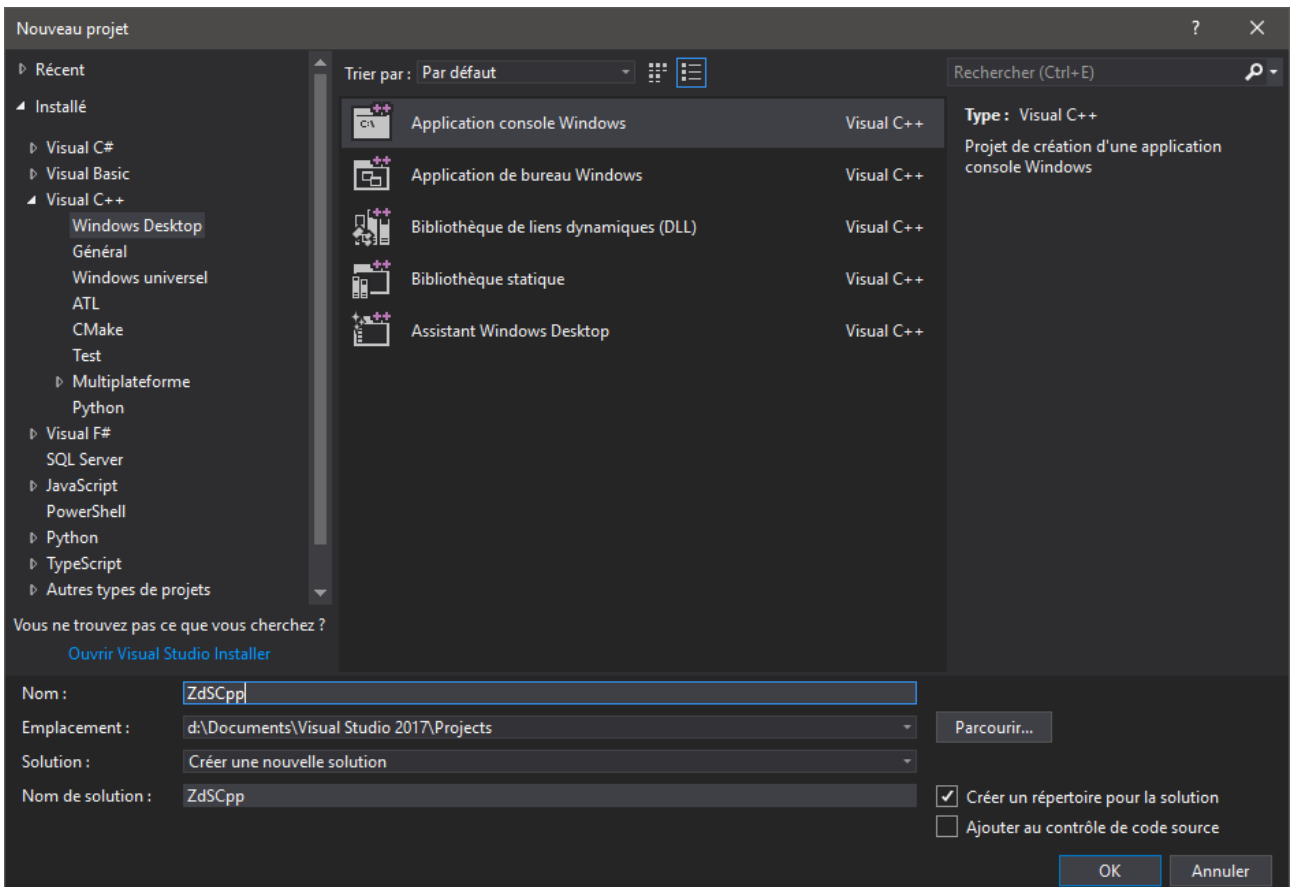 Nouveau projet
?
Récent
Installé
Visual C#
Visual Basic
Visual C++
Windows Desktop
Général
Windows universel
ATL
CMake
Test
Multiplateforme
Python
Visual F#
SQL Server
JavaScript
PowerShell
Python
TypeScript
Autres types de projets
Vous ne trouvez pas ce que vous cherchez ?
Ouvrir Visual Studio Installer
Trier par : Par défaut
Application console Windows Visual C++
Application de bureau Windows Visual C++
Bibliothèque de liens dynamiques (DLL) Visual C++
Bibliothèque statique Visual C++
Assistant Windows Desktop Visual C++
Rechercher (Ctrl+E)
Type : Visual C++
Projet de création d'une application
console Windows
Nom : ZdSCpp
Emplacement : d:\Documents\Visual Studio 2017\Projects
Parcourir...
Solution : Créer une nouvelle solution
Nom de solution : ZdSCpp
Créer un répertoire pour la solution
Ajouter au contrôle de code source
OK Annuler